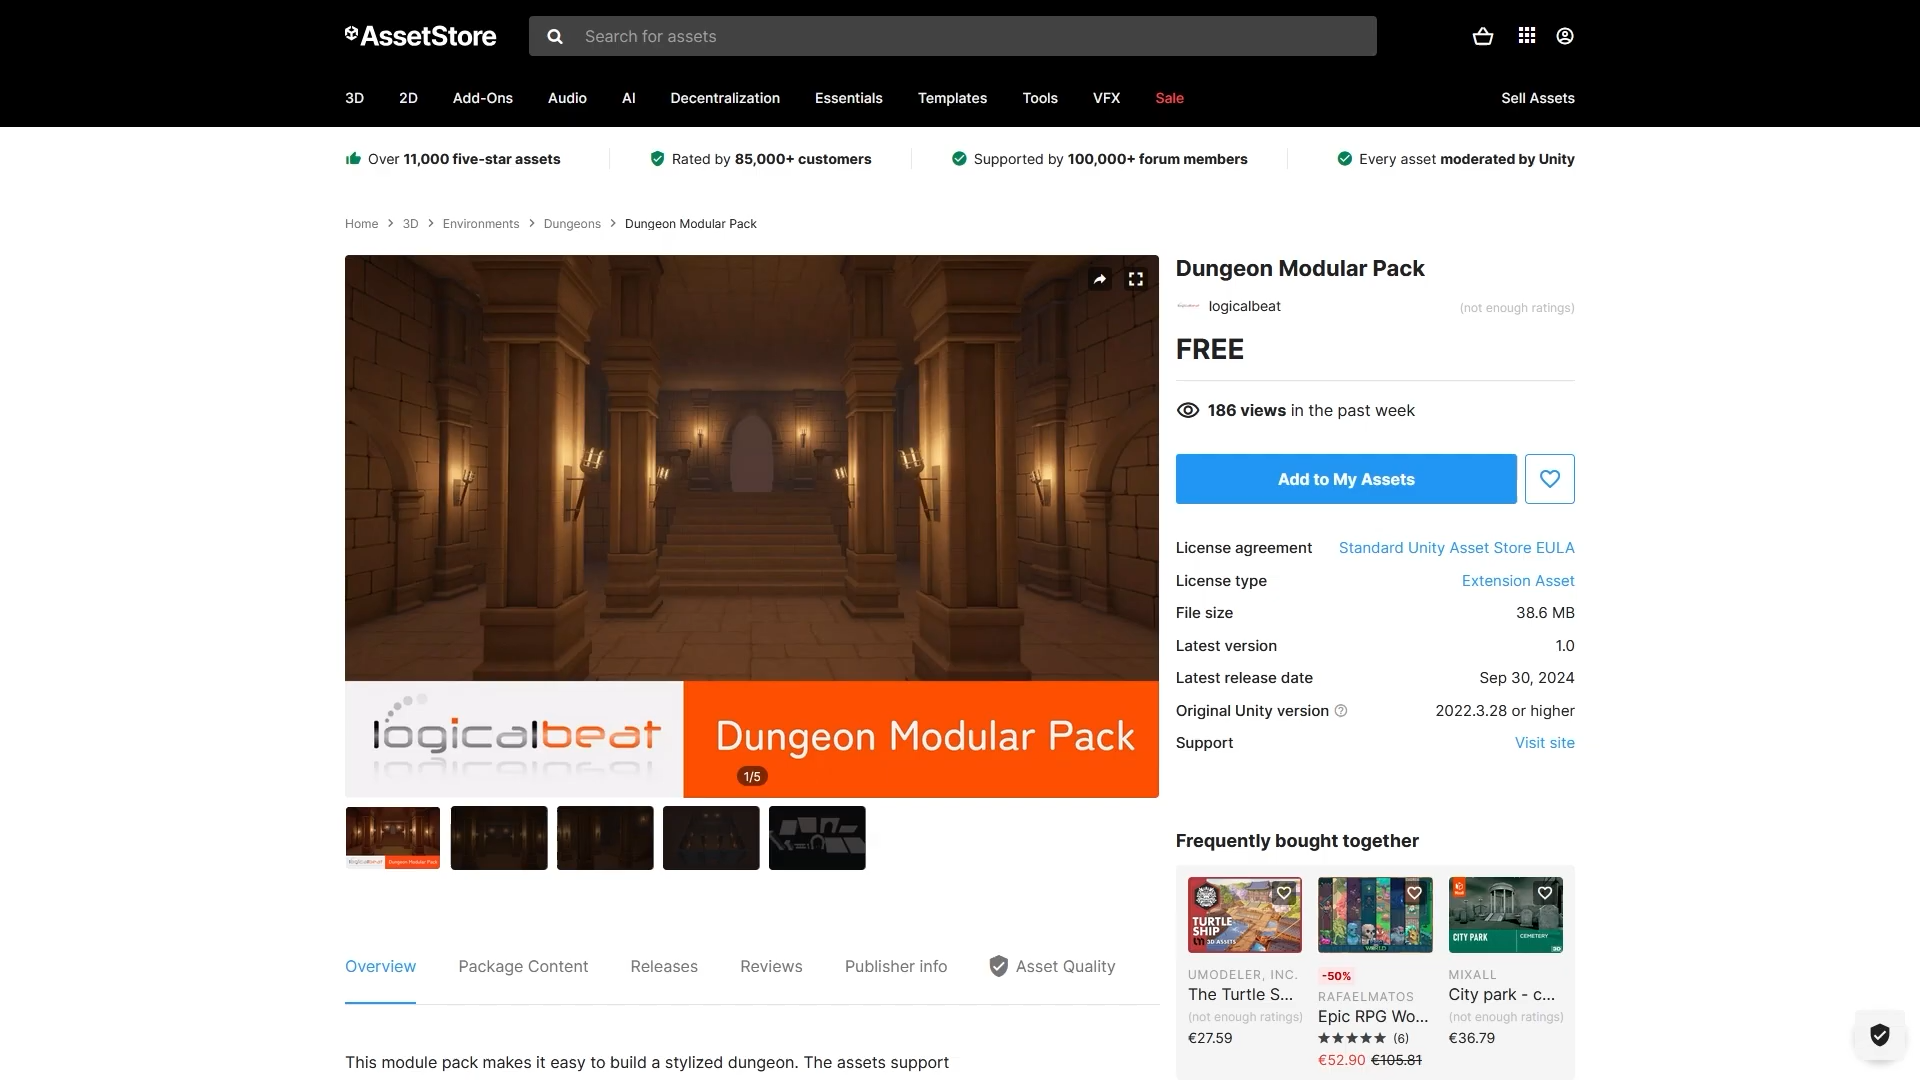 AssetStore
Search for assets
3D 2D Add-Ons Audio AI Decentralization Essentials Templates Tools VFX Sale Sell Assets
Over 11,000 five-star assets
Rated by 85,000+ customers
Supported by 100,000+ forum members
Every asset moderated by Unity
Home > 3D > Environments > Dungeons > Dungeon Modular Pack
logicalbeat
Dungeon Modular Pack
1/5
Dungeon Modular Pack
logicalbeat
(not enough ratings)
FREE
186 views in the past week
Add to My Assets
License agreement Standard Unity Asset Store EULA
License type Extension Asset
File size 38.6 MB
Latest version 1.0
Latest release date Sep 30, 2024
Original Unity version 2022.3.28 or higher
Support Visit site
Overview Package Content Releases Reviews Publisher info Asset Quality
This module pack makes it easy to build a stylized dungeon. The assets support
Frequently bought together
TURTLE
SHIP
3D ASSETS
UMODELER, INC.
The Turtle S...
(not enough ratings)
€27.59
WORLD
-50%
RAFAELMATOS
Epic RPG Wo...
(6)
€52.90 €105.81
CITY PARK CEMETERY
3D
MIXALL
City park - c...
(not enough ratings)
€36.79